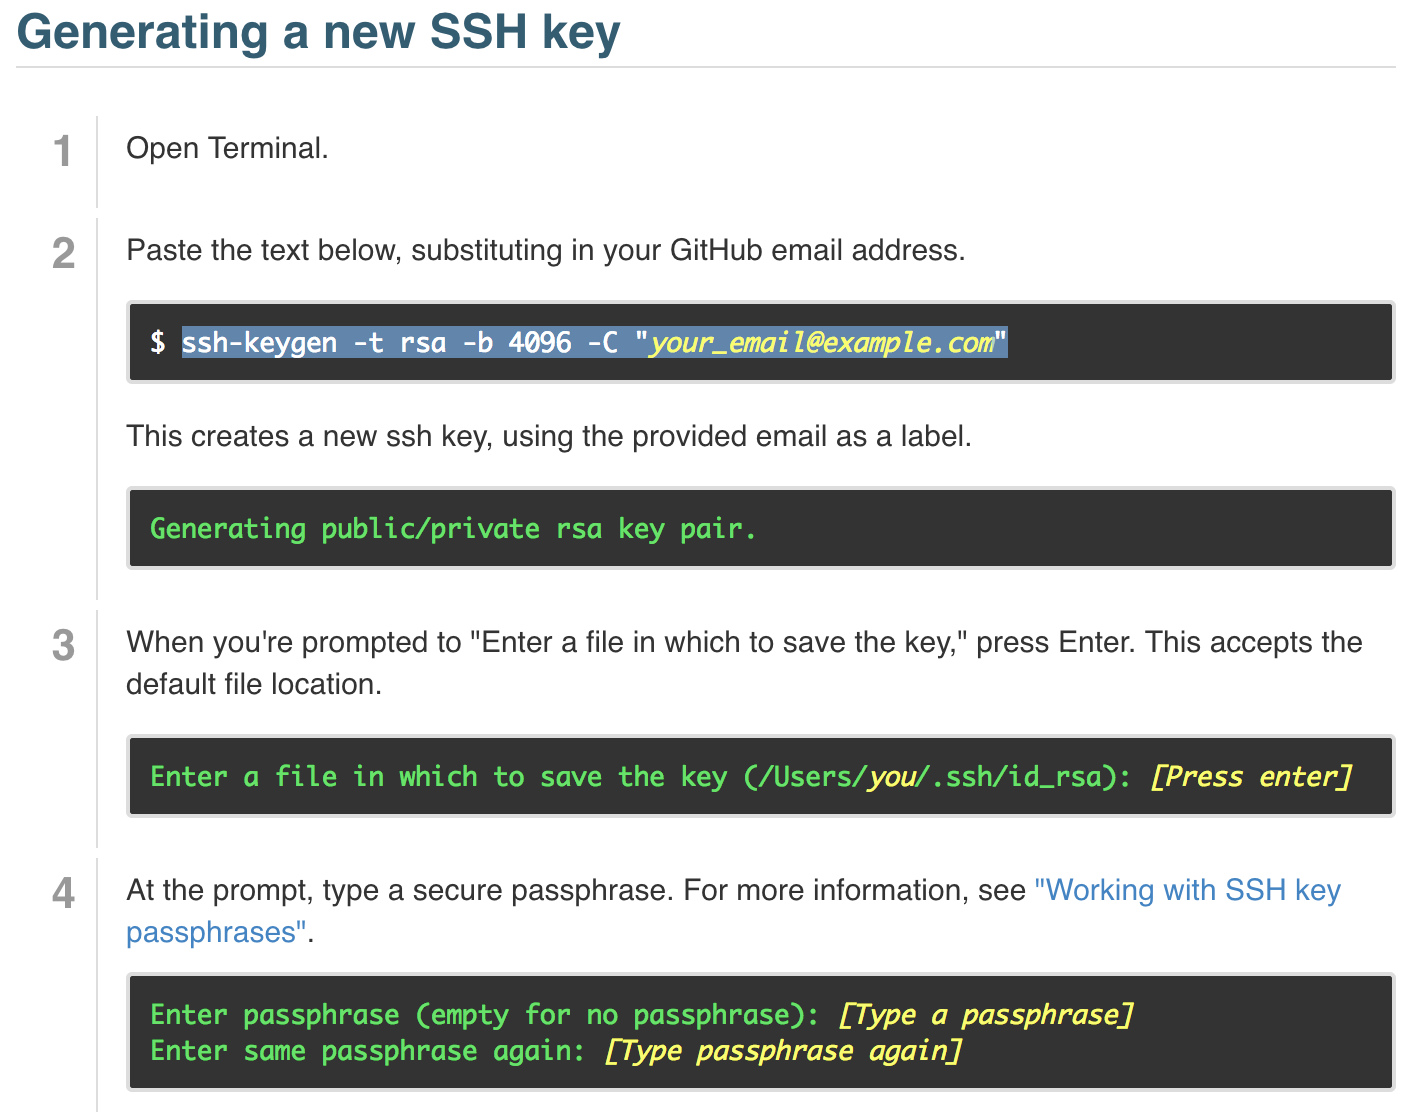 Generating a new SSH key
1
Open Terminal.
2
Paste the text below, substituting in your GitHub email address.
$ ssh-keygen -t rsa -b 4096 -C "your_email@example.com"
This creates a new ssh key, using the provided email as a label.
Generating public/private rsa key pair.
3
When you're prompted to "Enter a file in which to save the key," press Enter. This accepts the
default file location.
Enter a file in which to save the key (/Users/you/.ssh/id_rsa): [Press enter]
4
At the prompt, type a secure passphrase. For more information, see "Working with SSH key
passphrases".
Enter passphrase (empty for no passphrase): [Type a passphrase]
Enter same passphrase again: [Type passphrase again]